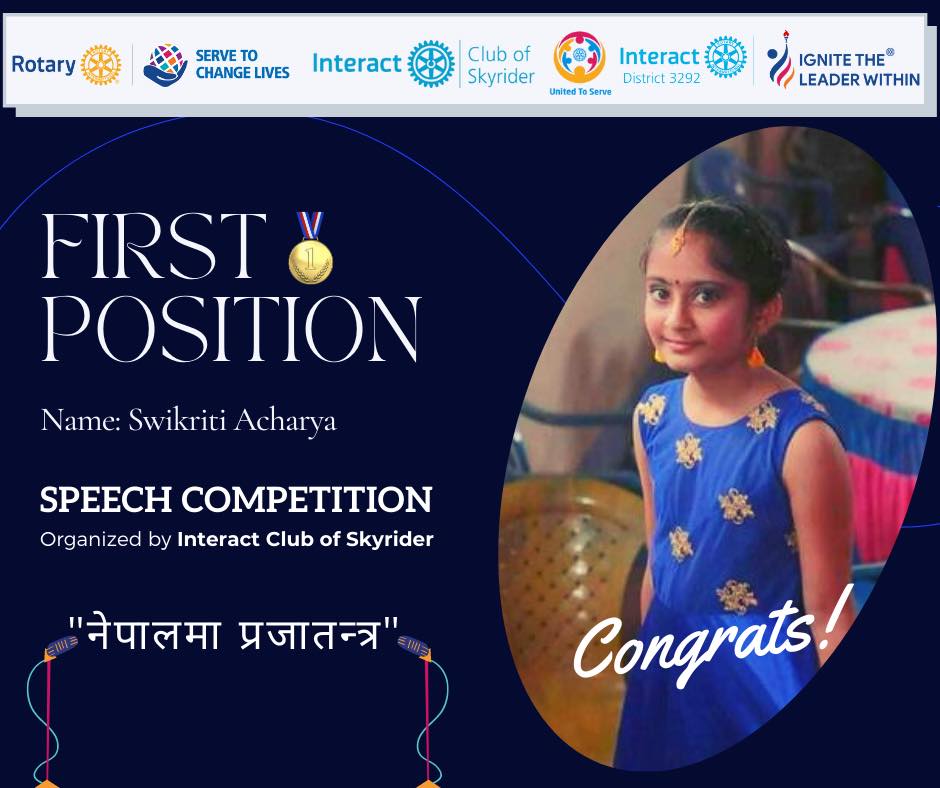 Rotary
SERVE TO
CHANGE LIVES
Interact
Club of
Skyrider
United To Serve
Interact
District 3292
IGNITE THE®
LEADER WITHIN
FIRST
1
POSITION
Name: Swikriti Acharya
SPEECH COMPETITION
Organized by Interact Club of Skyrider
"नेपालमा प्रजातन्त्र"
Congrats!